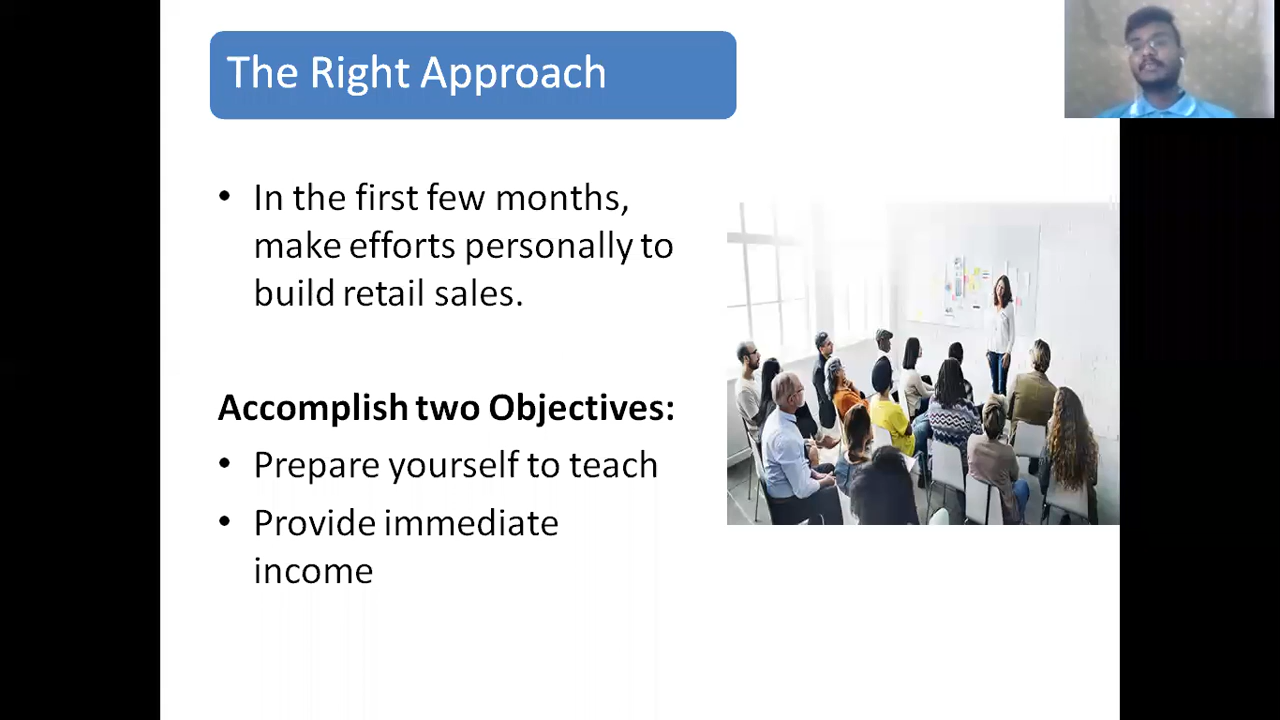 The Right Approach
• In the first few months,
make efforts personally to
build retail sales.
Accomplish two Objectives:
• Prepare yourself to teach
• Provide immediate
income